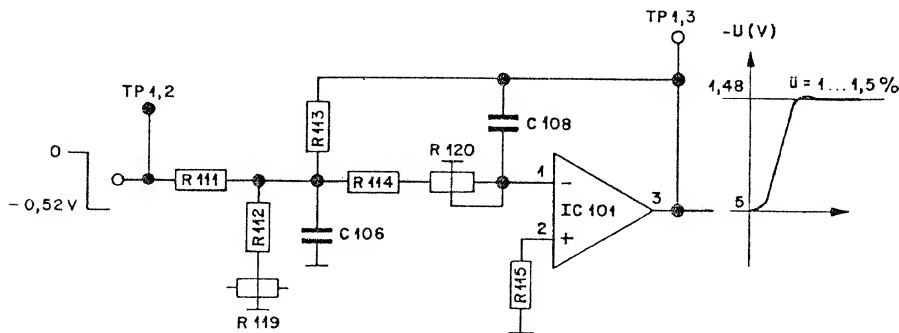 TP 1,3
-U (V)
TP 1,2
1,48
ü = 1 ... 1,5 %
R 113
C 108
R 120
0
- 0,52 V
R 111
R 114
1
-
IC 101
3
R 112
C 106
2
+
5
R 115
R 119